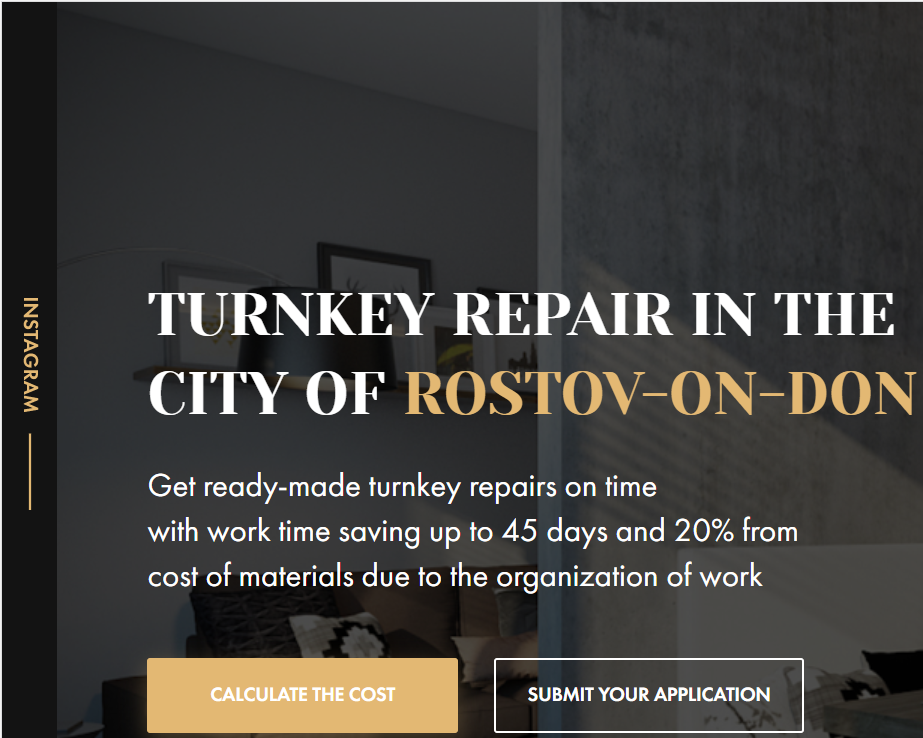 INSTAGRAM
TURNKEY REPAIR IN THE
CITY OF ROSTOV-ON-DON
Get ready-made turnkey repairs on time
with work time saving up to 45 days and 20% from
cost of materials due to the organization of work
CALCULATE THE COST
SUBMIT YOUR APPLICATION